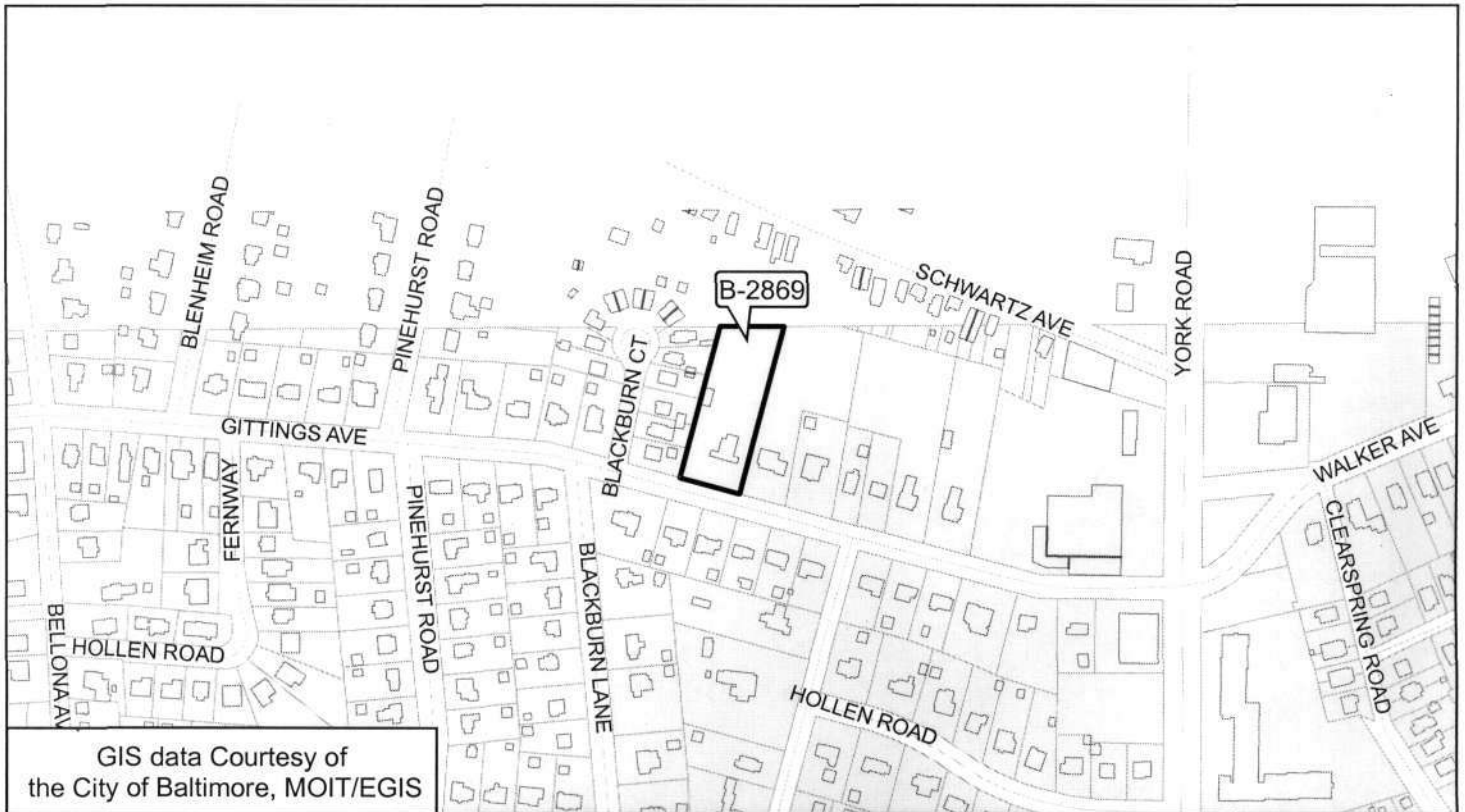 BLENHEIM ROAD
PINEHURST ROAD
B-2869
SCHWARTZ AVE
YORK ROAD
BLACKBURN CT
GITTINGS AVE
WALKER AVE
FERNWAY
PINEHURST ROAD
BLACKBURN LANE
CLEARSPRING ROAD
BELLONA AV
HOLLEN ROAD
HOLLEN ROAD
GIS data Courtesy of
the City of Baltimore, MOIT/EGIS